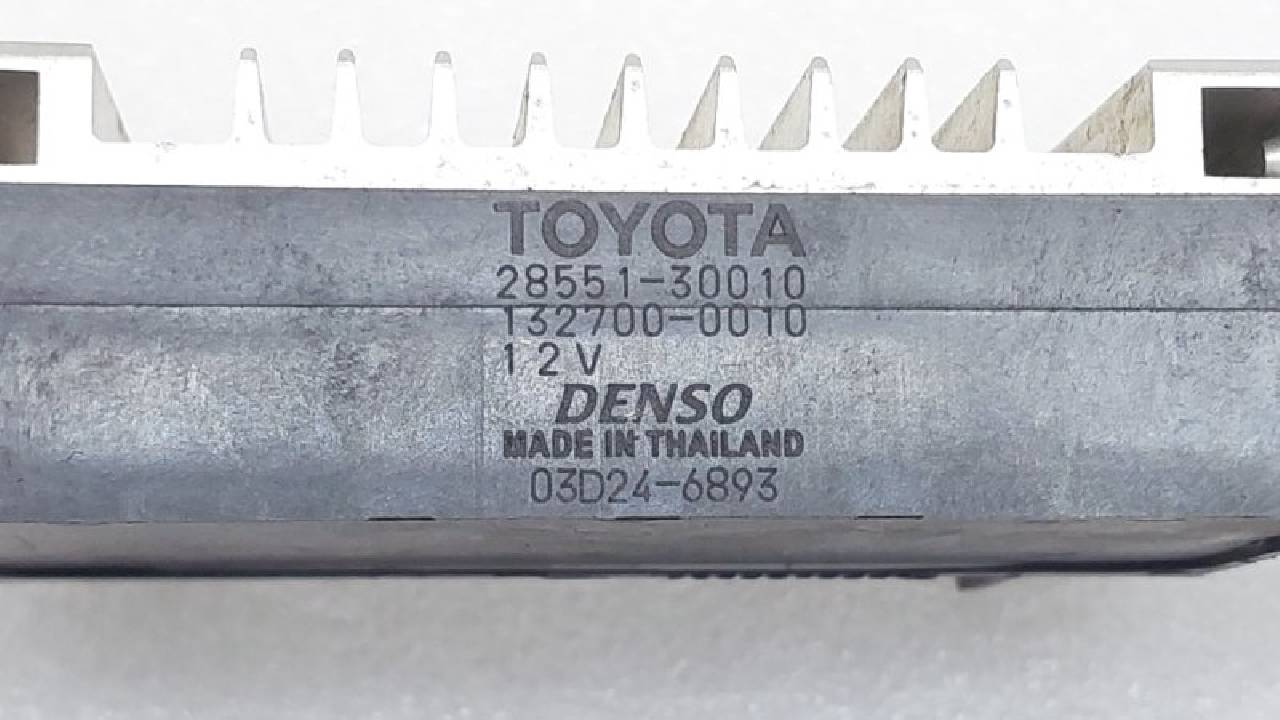 TOYOTA
28551-30010
132700-0010
12V
DENSO
MADE IN THAILAND
03D24-6893